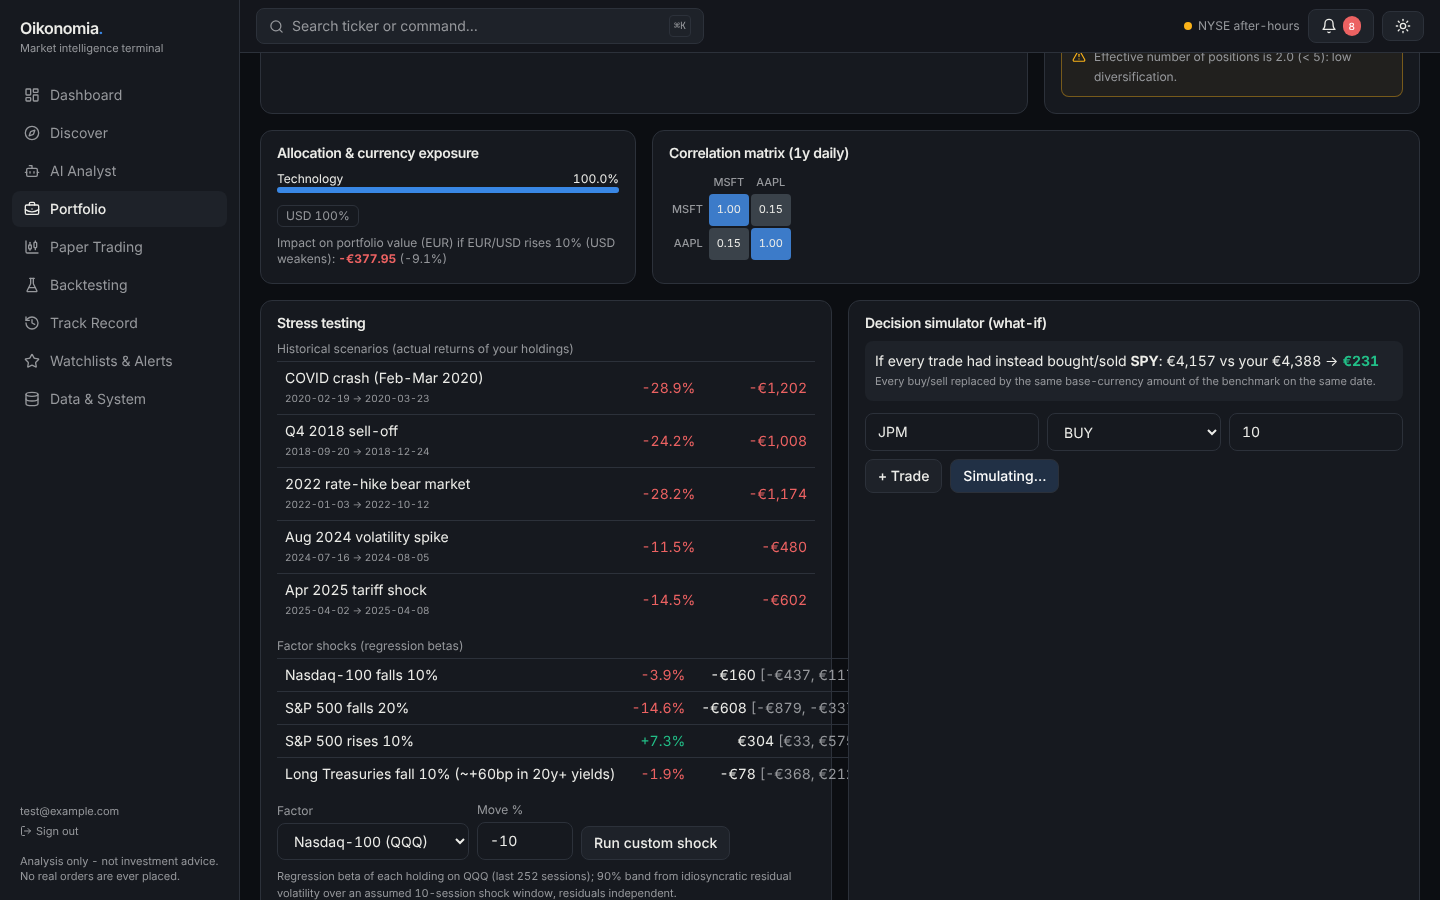 Oikonomia.
Market intelligence terminal
Dashboard
Discover
AI Analyst
Portfolio
Paper Trading
Backtesting
Track Record
Watchlists & Alerts
Data & System
test@example.com
Sign out
Analysis only - not investment advice.
No real orders are ever placed.
Search ticker or command...
⌘K
NYSE after-hours
8
Effective number of positions is 2.0 (< 5): low
diversification.
Allocation & currency exposure
Technology 100.0%
USD 100%
Impact on portfolio value (EUR) if EUR/USD rises 10% (USD
weakens): -€377.95 (-9.1%)
Correlation matrix (1y daily)
MSFT AAPL
MSFT 1.00 0.15
AAPL 0.15 1.00
Stress testing
Historical scenarios (actual returns of your holdings)
COVID crash (Feb-Mar 2020) -28.9% -€1,202
2020-02-19 → 2020-03-23
Q4 2018 sell-off -24.2% -€1,008
2018-09-20 → 2018-12-24
2022 rate-hike bear market -28.2% -€1,174
2022-01-03 → 2022-10-12
Aug 2024 volatility spike -11.5% -€480
2024-07-16 → 2024-08-05
Apr 2025 tariff shock -14.5% -€602
2025-04-02 → 2025-04-08
Factor shocks (regression betas)
Nasdaq-100 falls 10% -3.9% -€160 [-€437, €117
S&P 500 falls 20% -14.6% -€608 [-€879, -€337
S&P 500 rises 10% +7.3% €304 [€33, €575
Long Treasuries fall 10% (~+60bp in 20y+ yields) -1.9% -€78 [-€368, €212
Factor Move %
Nasdaq-100 (QQQ) -10 Run custom shock
Regression beta of each holding on QQQ (last 252 sessions); 90% band from idiosyncratic residual
volatility over an assumed 10-session shock window, residuals independent.
Decision simulator (what-if)
If every trade had instead bought/sold SPY: €4,157 vs your €4,388 → €231
Every buy/sell replaced by the same base-currency amount of the benchmark on the same date.
JPM BUY 10
+ Trade Simulating...